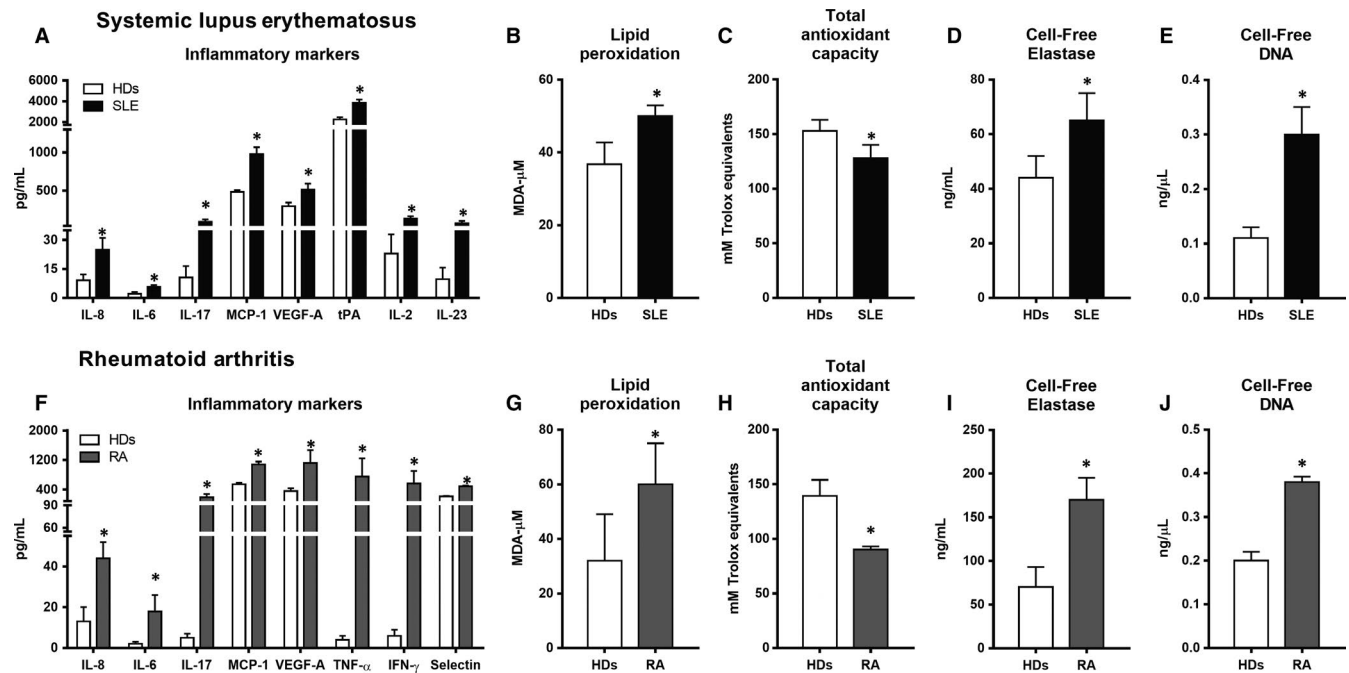 Systemic lupus erythematosus
A
Inflammatory markers
HDs
SLE
pg/mL
6000
4000
2000
1000
500
30
15
0
IL-8 IL-6 IL-17 MCP-1 VEGF-A tPA IL-2 IL-23
* * * * * * * *
B
Lipid
peroxidation
MDA-μM
60
40
20
0
*
HDs SLE
C
Total
antioxidant
capacity
mM Trolox equivalents
200
150
100
50
0
*
HDs SLE
D
Cell-Free
Elastase
ng/mL
80
60
40
20
0
*
HDs SLE
E
Cell-Free
DNA
ng/μL
0.4
0.3
0.2
0.1
0.0
*
HDs SLE
Rheumatoid arthritis
F
Inflammatory markers
HDs
RA
pg/mL
2000
1200
400
90
60
40
20
0
IL-8 IL-6 IL-17 MCP-1 VEGF-A TNF-α IFN-γ Selectin
* * * * * * * *
G
Lipid
peroxidation
MDA-μM
80
60
40
20
0
*
HDs RA
H
Total
antioxidant
capacity
mM Trolox equivalents
200
150
100
50
0
*
HDs RA
I
Cell-Free
Elastase
ng/mL
250
200
150
100
50
0
*
HDs RA
J
Cell-Free
DNA
ng/μL
0.5
0.4
0.3
0.2
0.1
0.0
*
HDs RA